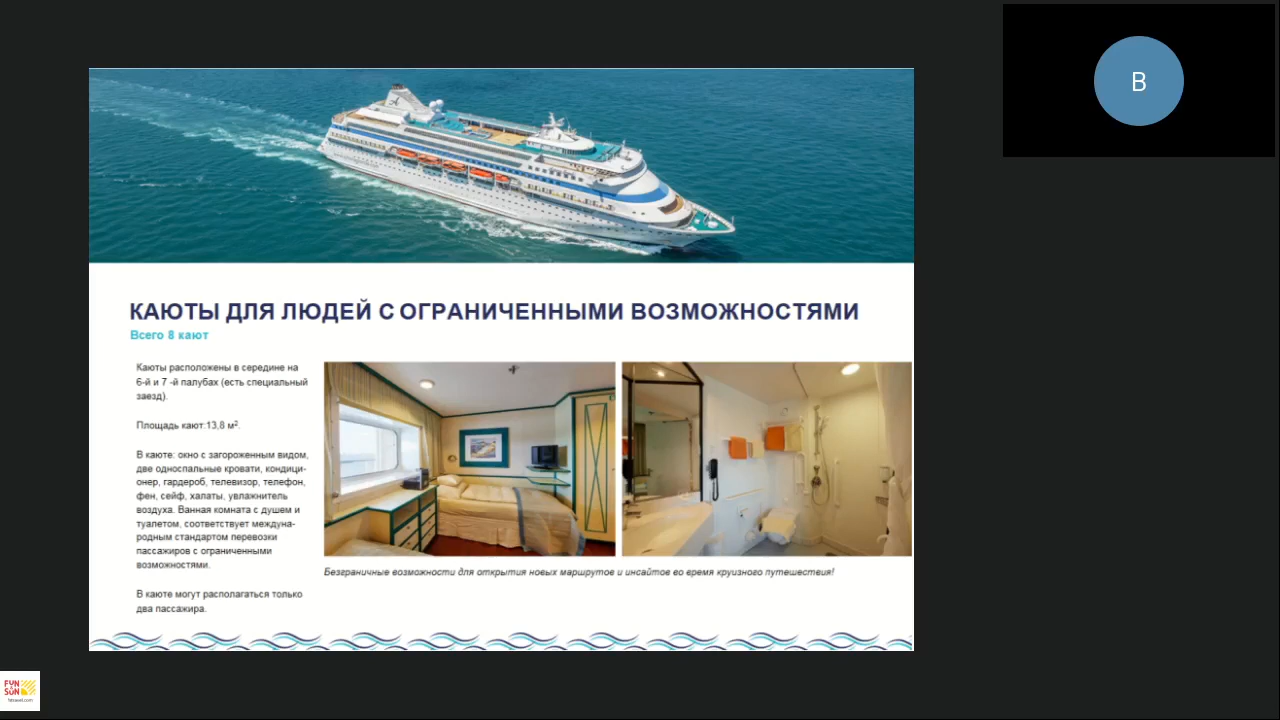 B
КАЮТЫ ДЛЯ ЛЮДЕЙ С ОГРАНИЧЕННЫМИ ВОЗМОЖНОСТЯМИ
Всего 8 кают
Каюты расположены в середине на
6-й и 7 -й палубах (есть специальный
заезд).
Площадь кают:13,8 м².
В каюте: окно с загороженным видом,
две односпальные кровати, кондици-
онер, гардероб, телевизор, телефон,
фен, сейф, халаты, увлажнитель
воздуха. Ванная комната с душем и
туалетом, соответствует междуна-
родным стандартом перевозки
пассажиров с ограниченными
возможностями.
В каюте могут располагаться только
два пассажира.
Безграничные возможности для открытия новых маршрутов и инсайтов во время круизного путешествия!
FUN
SUN